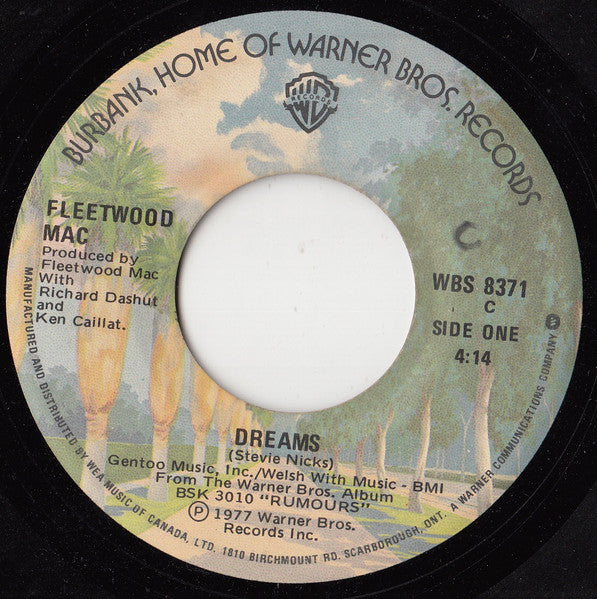 BURBANK, HOME OF WARNER BROS. RECORDS
W
RECORDS
FLEETWOOD
MAC
Produced by
Fleetwood Mac
With
Richard Dashut
and
Ken Caillat.
WBS 8371
C
SIDE ONE
4:14
C
DREAMS
(Stevie Nicks)
Gentoo Music, Inc./Welsh With Music - BMI
From The Warner Bros. Album
BSK 3010 "RUMOURS"
Ⓟ 1977 Warner Bros.
Records Inc.
MANUFACTURED AND DISTRIBUTED BY WEA MUSIC OF CANADA, LTD. 1810 BIRCHMOUNT RD. SCARBOROUGH, ONT. A WARNER COMMUNICATIONS COMPANY